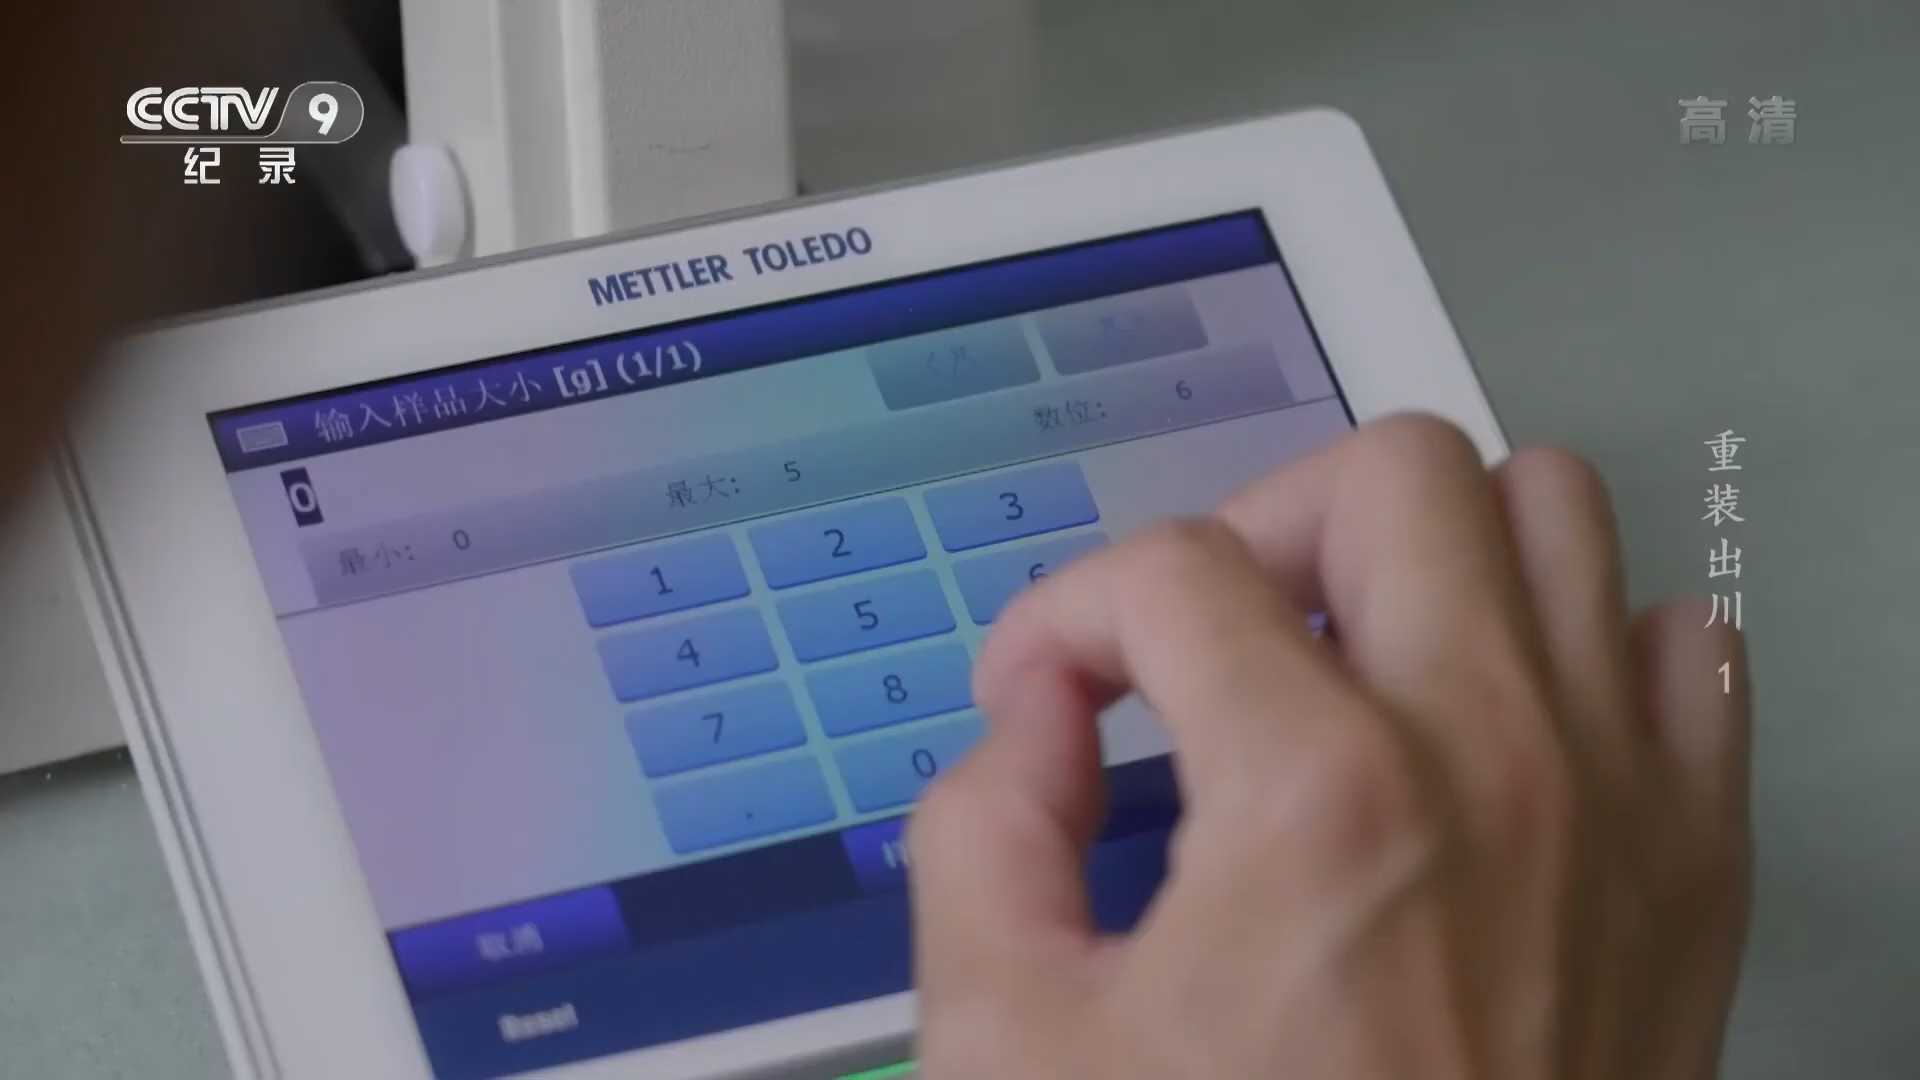 CCTV 9
纪录
高清
METTLER TOLEDO
输入样品大小 [g] (1/1)
0
最小: 0
最大: 5
数位: 6
1
2
3
4
5
6
7
8
.
0
取消
Reset
重装出川 1